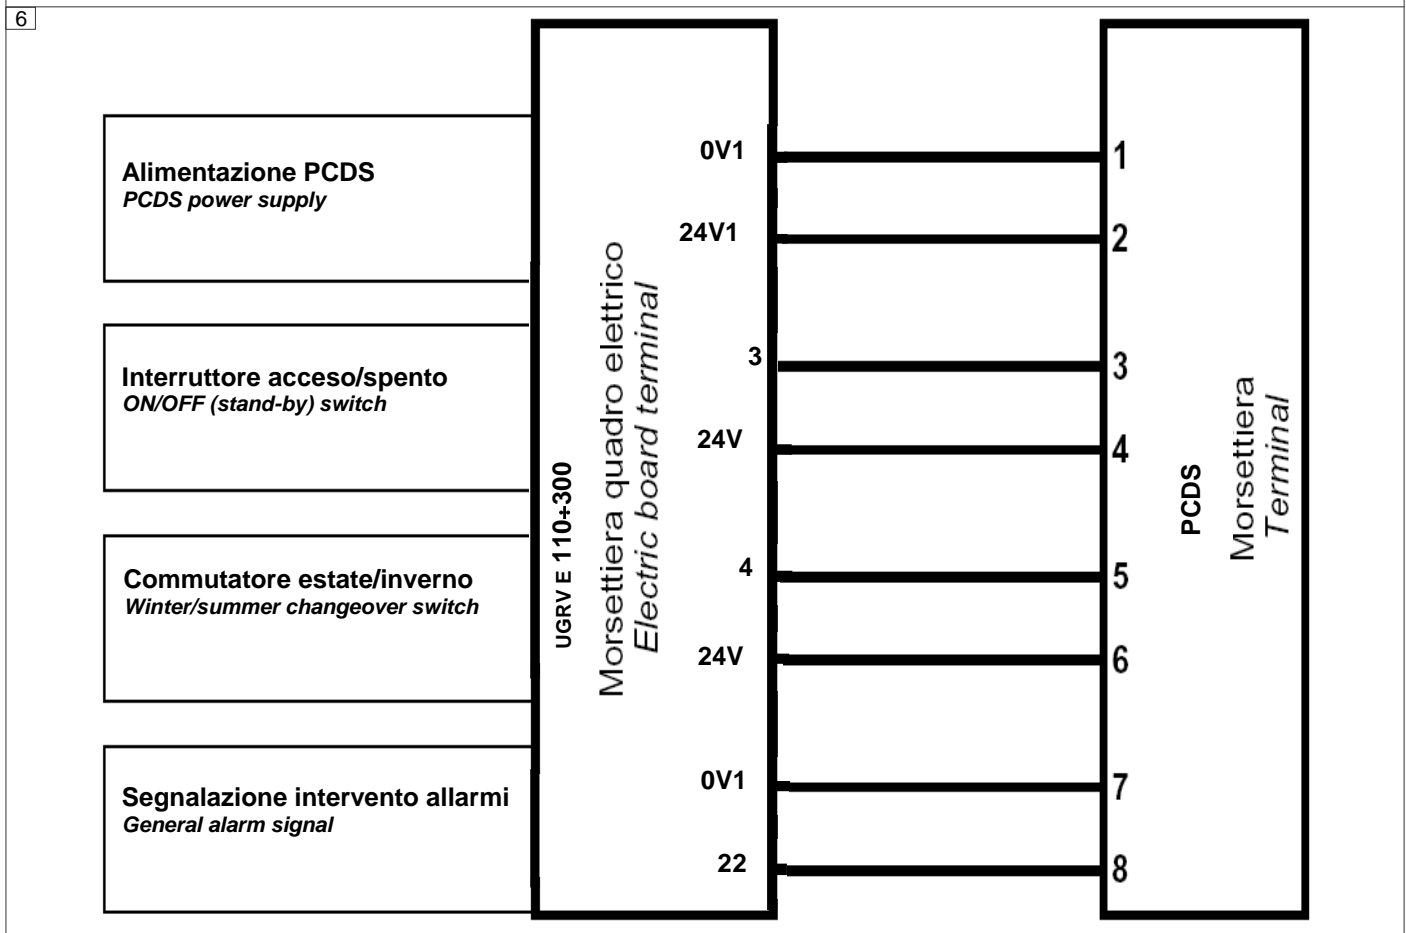 6
Alimentazione PCDS
PCDS power supply
Interruttore acceso/spento
ON/OFF (stand-by) switch
Commutatore estate/inverno
Winter/summer changeover switch
Segnalazione intervento allarmi
General alarm signal
UGRV E 110÷300
Morsettiera quadro elettrico
Electric board terminal
0V1
24V1
3
24V
4
24V
0V1
22
1
2
3
4
5
6
7
8
PCDS
Morsettiera
Terminal